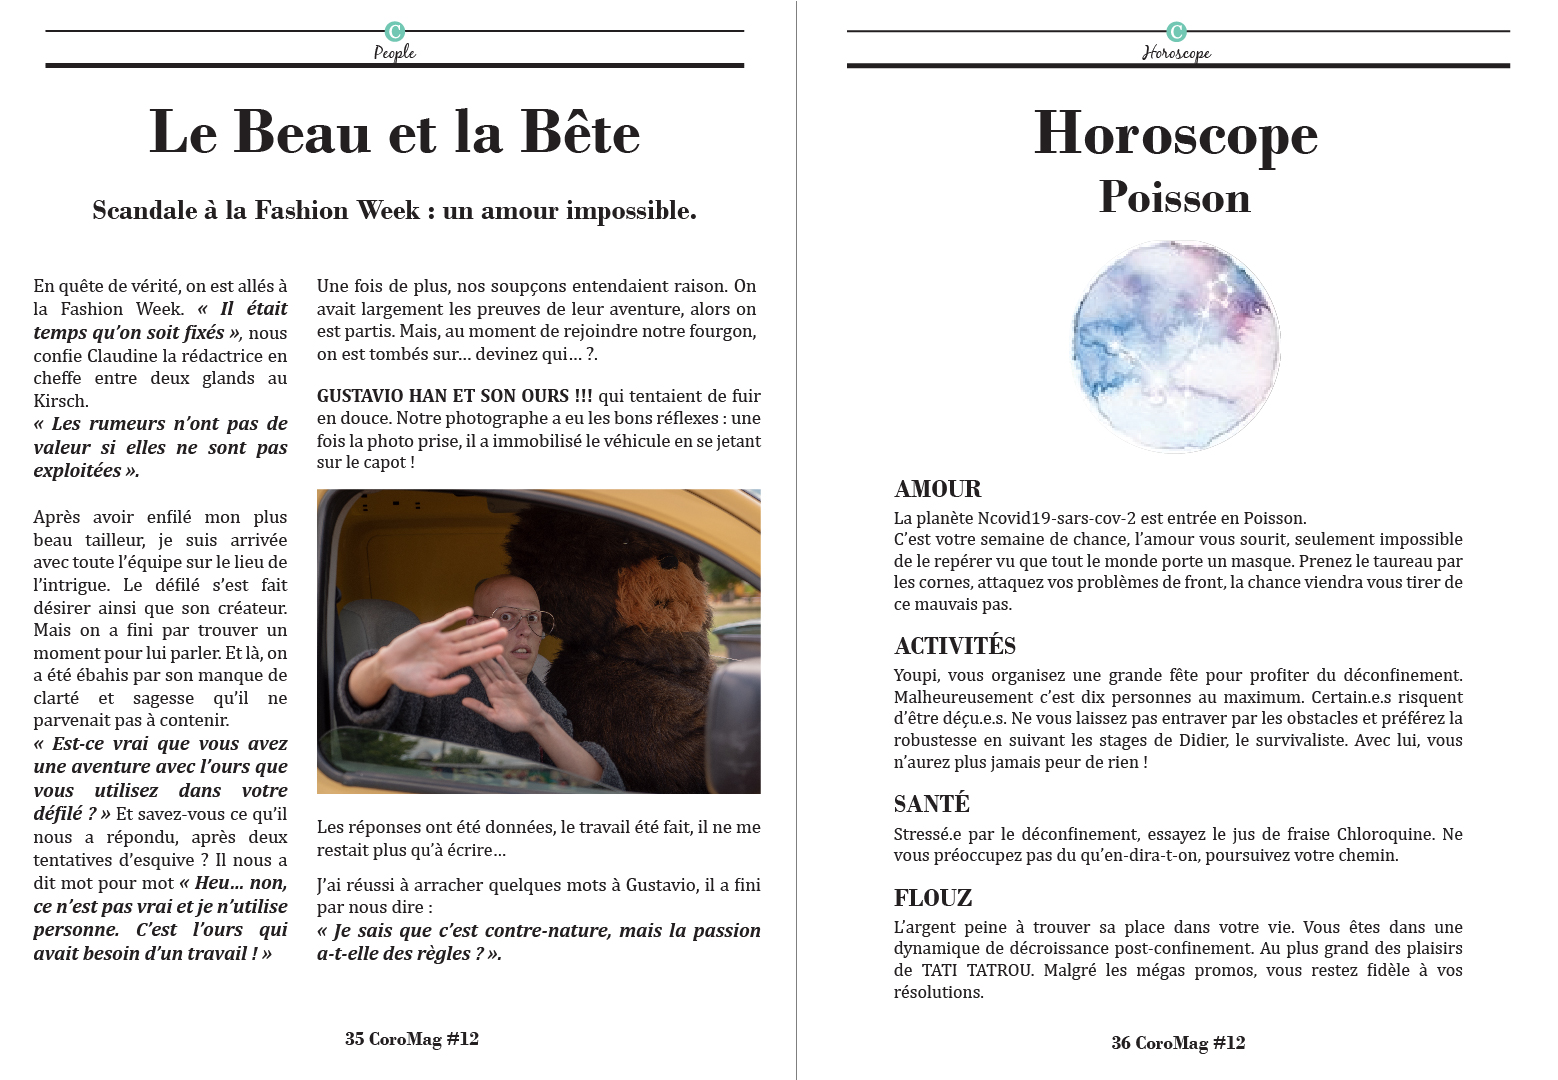 C
People
Le Beau et la Bête
Scandale à la Fashion Week : un amour impossible.
En quête de vérité, on est allés à
la Fashion Week. « Il était
temps qu’on soit fixés », nous
confie Claudine la rédactrice en
cheffe entre deux glands au
Kirsch.
« Les rumeurs n’ont pas de
valeur si elles ne sont pas
exploitées ».
Après avoir enfilé mon plus
beau tailleur, je suis arrivée
avec toute l’équipe sur le lieu de
l’intrigue. Le défilé s’est fait
désirer ainsi que son créateur.
Mais on a fini par trouver un
moment pour lui parler. Et là, on
a été ébahis par son manque de
clarté et sagesse qu’il ne
parvenait pas à contenir.
« Est-ce vrai que vous avez
une aventure avec l’ours que
vous utilisez dans votre
défilé ? » Et savez-vous ce qu’il
nous a répondu, après deux
tentatives d’esquive ? Il nous a
dit mot pour mot « Heu… non,
ce n’est pas vrai et je n’utilise
personne. C’est l’ours qui
avait besoin d’un travail ! »
Une fois de plus, nos soupçons entendaient raison. On
avait largement les preuves de leur aventure, alors on
est partis. Mais, au moment de rejoindre notre fourgon,
on est tombés sur… devinez qui… ?.
GUSTAVIO HAN ET SON OURS !!! qui tentaient de fuir
en douce. Notre photographe a eu les bons réflexes : une
fois la photo prise, il a immobilisé le véhicule en se jetant
sur le capot !
Les réponses ont été données, le travail été fait, il ne me
restait plus qu’à écrire…
J’ai réussi à arracher quelques mots à Gustavio, il a fini
par nous dire :
« Je sais que c’est contre-nature, mais la passion
a-t-elle des règles ? ».
35 CoroMag #12
C
Horoscope
Horoscope
Poisson
AMOUR
La planète Ncovid19-sars-cov-2 est entrée en Poisson.
C’est votre semaine de chance, l’amour vous sourit, seulement impossible
de le repérer vu que tout le monde porte un masque. Prenez le taureau par
les cornes, attaquez vos problèmes de front, la chance viendra vous tirer de
ce mauvais pas.
ACTIVITÉS
Youpi, vous organisez une grande fête pour profiter du déconfinement.
Malheureusement c’est dix personnes au maximum. Certain.e.s risquent
d’être déçu.e.s. Ne vous laissez pas entraver par les obstacles et préférez la
robustesse en suivant les stages de Didier, le survivaliste. Avec lui, vous
n’aurez plus jamais peur de rien !
SANTÉ
Stressé.e par le déconfinement, essayez le jus de fraise Chloroquine. Ne
vous préoccupez pas du qu’en-dira-t-on, poursuivez votre chemin.
FLOUZ
L’argent peine à trouver sa place dans votre vie. Vous êtes dans une
dynamique de décroissance post-confinement. Au plus grand des plaisirs
de TATI TATROU. Malgré les mégas promos, vous restez fidèle à vos
résolutions.
36 CoroMag #12